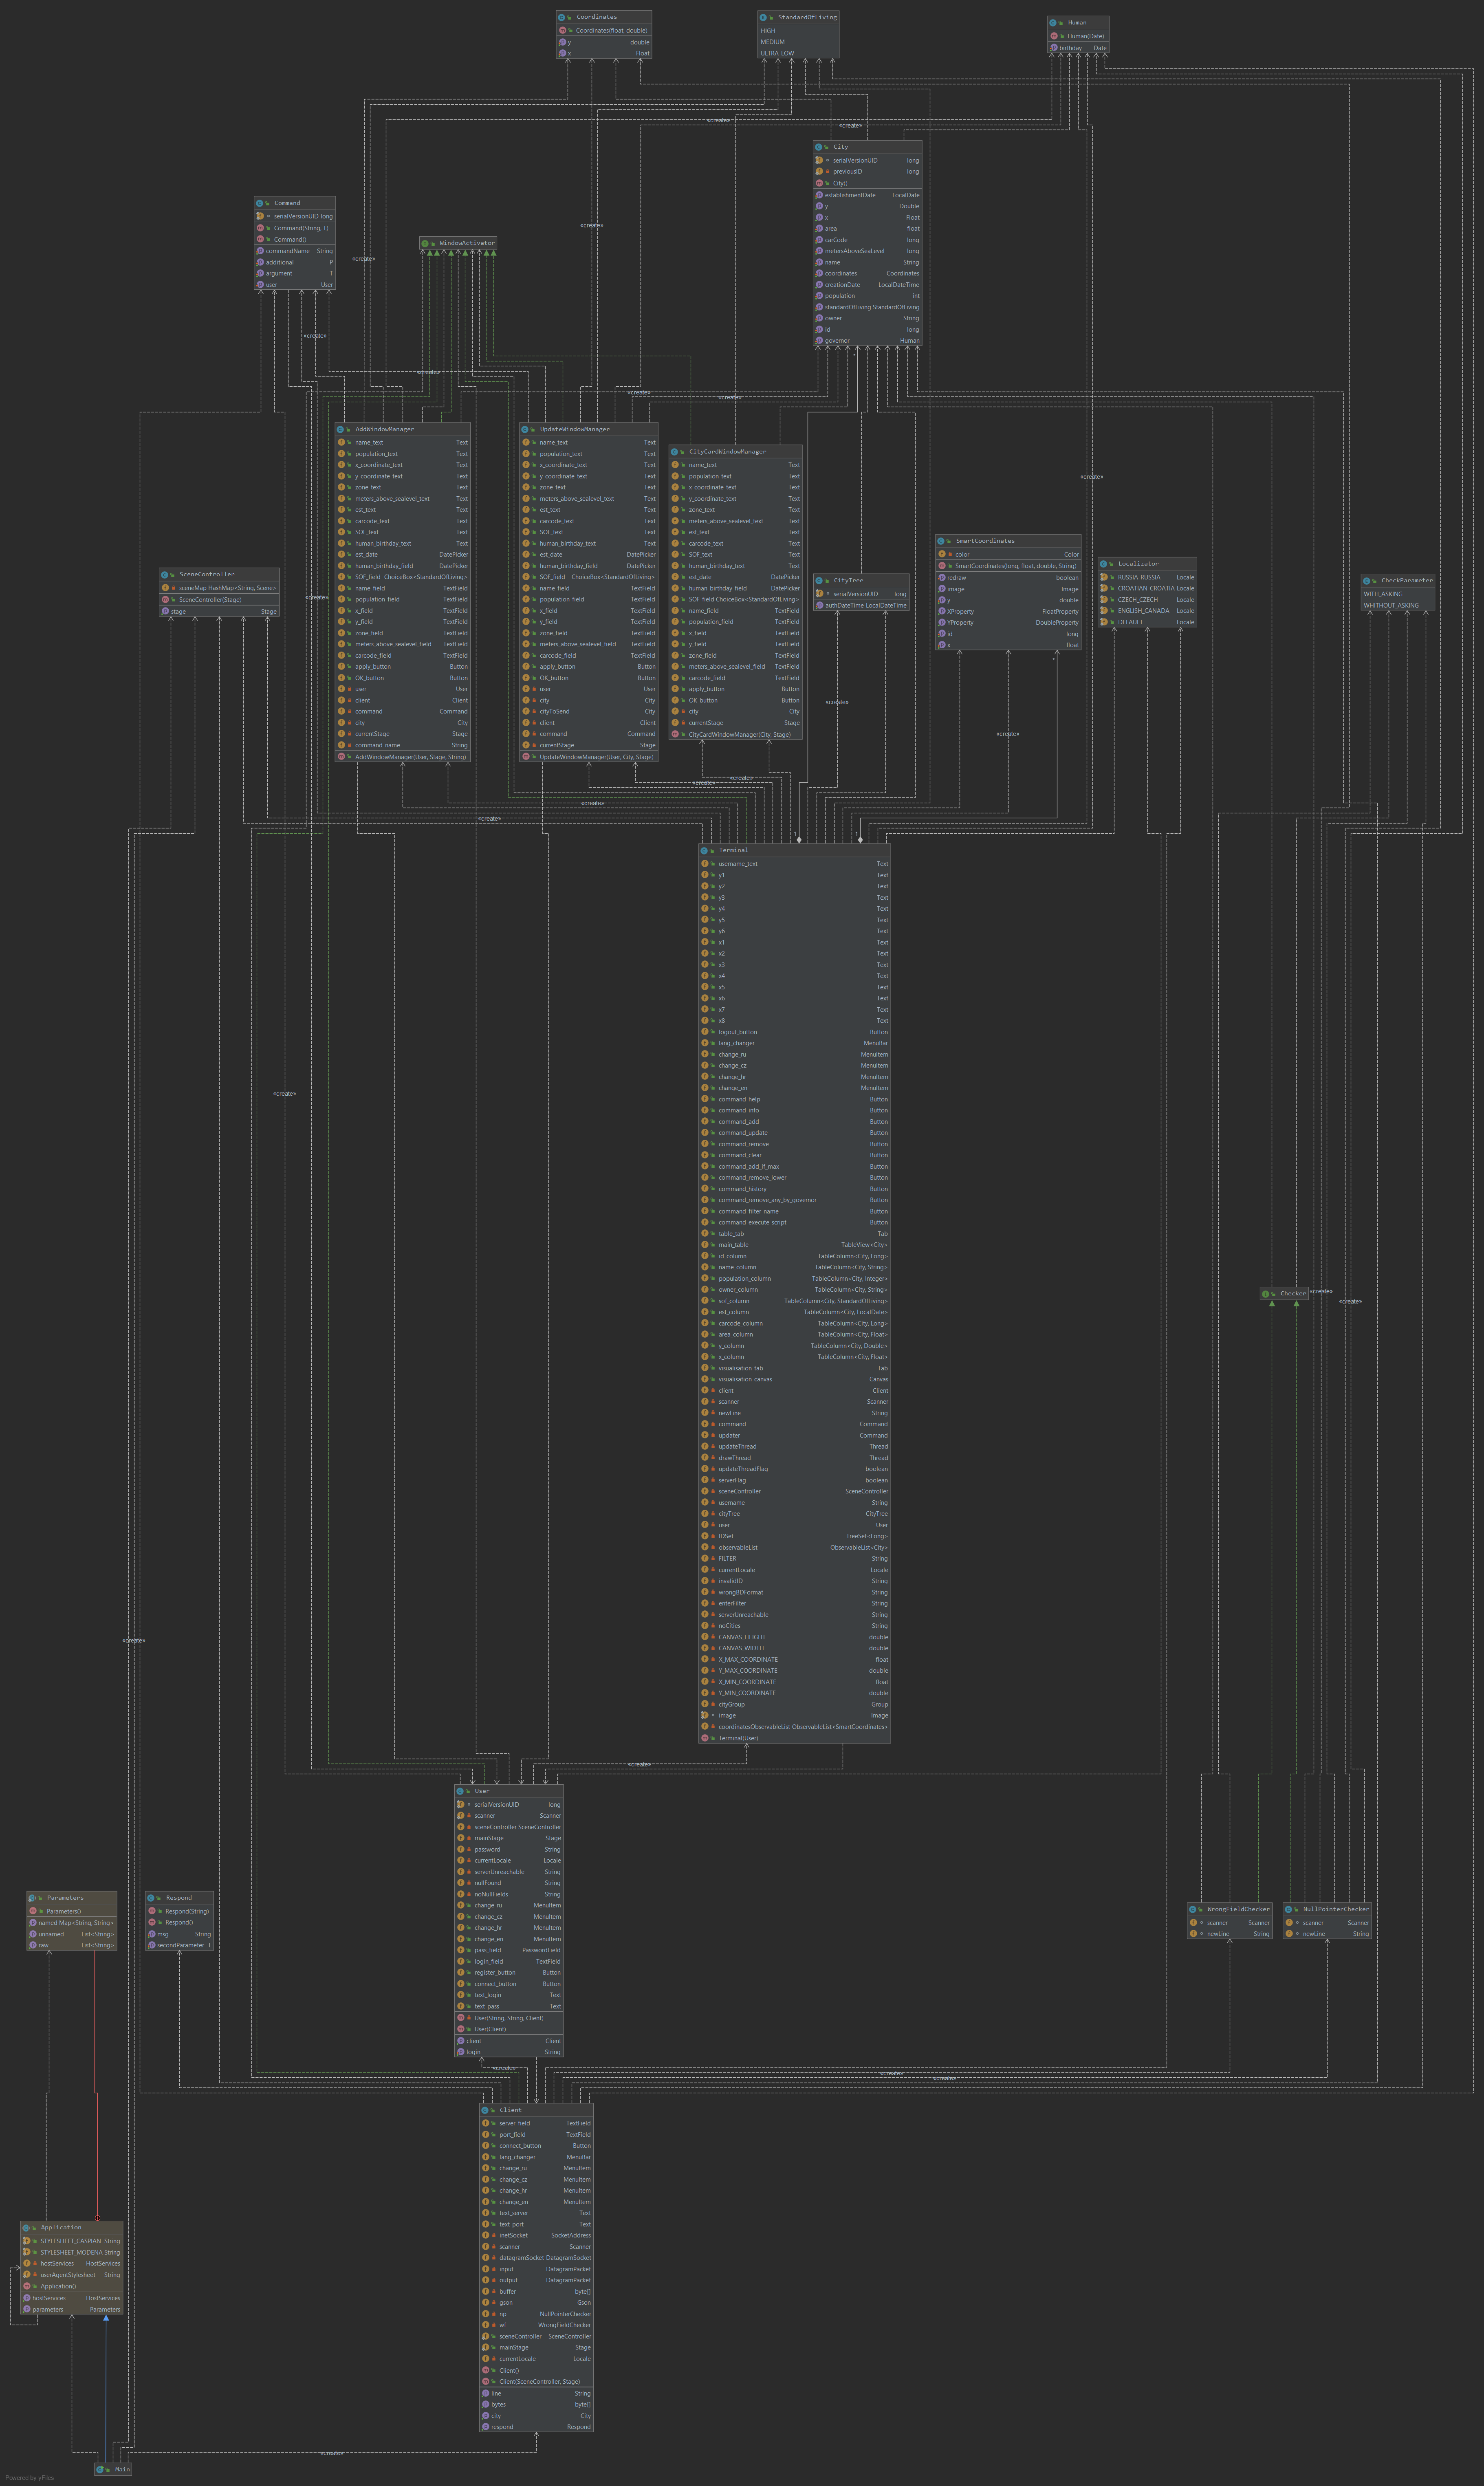 Coordinates
Coordinates(float, double)
y double
x Float
StandardOfLiving
HIGH
MEDIUM
ULTRA_LOW
Human
Human(Date)
birthday Date
«create»
«create»
City
serialVersionUID long
previousID long
City()
establishmentDate LocalDate
y Double
x Float
area float
carCode long
metersAboveSeaLevel long
name String
coordinates Coordinates
creationDate LocalDateTime
population int
standardOfLiving StandardOfLiving
owner String
id long
governor Human
Command
serialVersionUID long
Command(String, T)
Command()
commandName String
additional P
argument T
user User
WindowActivator
«create»
«create»
«create»
«create»
«create»
AddWindowManager
name_text Text
population_text Text
x_coordinate_text Text
y_coordinate_text Text
zone_text Text
meters_above_sealevel_text Text
est_text Text
carcode_text Text
SOF_text Text
human_birthday_text Text
est_date DatePicker
human_birthday_field DatePicker
SOF_field ChoiceBox<StandardOfLiving>
name_field TextField
population_field TextField
x_field TextField
y_field TextField
zone_field TextField
meters_above_sealevel_field TextField
carcode_field TextField
apply_button Button
OK_button Button
user User
client Client
command Command
city City
currentStage Stage
command_name String
AddWindowManager(User, Stage, String)
UpdateWindowManager
name_text Text
population_text Text
x_coordinate_text Text
y_coordinate_text Text
zone_text Text
meters_above_sealevel_text Text
est_text Text
carcode_text Text
SOF_text Text
human_birthday_text Text
est_date DatePicker
human_birthday_field DatePicker
SOF_field ChoiceBox<StandardOfLiving>
name_field TextField
population_field TextField
x_field TextField
y_field TextField
zone_field TextField
meters_above_sealevel_field TextField
carcode_field TextField
apply_button Button
OK_button Button
user User
city City
cityToSend City
client Client
command Command
currentStage Stage
UpdateWindowManager(User, City, Stage)
CityCardWindowManager
name_text Text
population_text Text
x_coordinate_text Text
y_coordinate_text Text
zone_text Text
meters_above_sealevel_text Text
est_text Text
carcode_text Text
SOF_text Text
human_birthday_text Text
est_date DatePicker
human_birthday_field DatePicker
SOF_field ChoiceBox<StandardOfLiving>
name_field TextField
population_field TextField
x_field TextField
y_field TextField
zone_field TextField
meters_above_sealevel_field TextField
carcode_field TextField
apply_button Button
OK_button Button
city City
currentStage Stage
CityCardWindowManager(City, Stage)
«create»
SmartCoordinates
color Color
SmartCoordinates(long, float, double, String)
redraw boolean
image Image
y double
XProperty FloatProperty
YProperty DoubleProperty
id long
x float
Localizator
RUSSIA_RUSSIA Locale
CROATIAN_CROATIA Locale
CZECH_CZECH Locale
ENGLISH_CANADA Locale
DEFAULT Locale
CheckParameter
WITH_ASKING
WHITHOUT_ASKING
SceneController
sceneMap HashMap<String, Scene>
SceneController(Stage)
stage Stage
CityTree
serialVersionUID long
authDateTime LocalDateTime
«create»
«create»
«create»
«create»
«create»
«create»
«create»
1
1
Terminal
username_text Text
y1 Text
y2 Text
y3 Text
y4 Text
y5 Text
y6 Text
x1 Text
x2 Text
x3 Text
x4 Text
x5 Text
x6 Text
x7 Text
x8 Text
logout_button Button
lang_changer MenuBar
change_ru MenuItem
change_cz MenuItem
change_hr MenuItem
change_en MenuItem
command_help Button
command_info Button
command_add Button
command_update Button
command_remove Button
command_clear Button
command_add_if_max Button
command_remove_lower Button
command_history Button
command_remove_any_by_governor Button
command_filter_name Button
command_execute_script Button
table_tab Tab
main_table TableView<City>
id_column TableColumn<City, Long>
name_column TableColumn<City, String>
population_column TableColumn<City, Integer>
owner_column TableColumn<City, String>
sof_column TableColumn<City, StandardOfLiving>
est_column TableColumn<City, LocalDate>
carcode_column TableColumn<City, Long>
area_column TableColumn<City, Float>
y_column TableColumn<City, Double>
x_column TableColumn<City, Float>
visualisation_tab Tab
visualisation_canvas Canvas
client Client
scanner Scanner
newLine String
command Command
updater Command
updateThread Thread
drawThread Thread
updateThreadFlag boolean
serverFlag boolean
sceneController SceneController
username String
cityTree CityTree
user User
IDSet TreeSet<Long>
observableList ObservableList<City>
FILTER String
currentLocale Locale
invalidID String
wrongBDFormat String
enterFilter String
serverUnreachable String
noCities String
CANVAS_HEIGHT double
CANVAS_WIDTH double
X_MAX_COORDINATE float
Y_MAX_COORDINATE double
X_MIN_COORDINATE float
Y_MIN_COORDINATE double
cityGroup Group
image Image
coordinatesObservableList ObservableList<SmartCoordinates>
Terminal(User)
«create»
Checker
«create»
«create»
«create»
«create»
User
serialVersionUID long
scanner Scanner
sceneController SceneController
mainStage Stage
password String
currentLocale Locale
serverUnreachable String
nullFound String
noNullFields String
change_ru MenuItem
change_cz MenuItem
change_hr MenuItem
change_en MenuItem
pass_field PasswordField
login_field TextField
register_button Button
connect_button Button
text_login Text
text_pass Text
User(String, String, Client)
User(Client)
client Client
login String
Parameters
Parameters()
named Map<String, String>
unnamed List<String>
raw List<String>
Respond
Respond(String)
Respond()
msg String
secondParameter T
WrongFieldChecker
scanner Scanner
newLine String
NullPointerChecker
scanner Scanner
newLine String
«create»
«create»
«create»
Client
server_field TextField
port_field TextField
connect_button Button
lang_changer MenuBar
change_ru MenuItem
change_cz MenuItem
change_hr MenuItem
change_en MenuItem
text_server Text
text_port Text
inetSocket SocketAddress
scanner Scanner
datagramSocket DatagramSocket
input DatagramPacket
output DatagramPacket
buffer byte[]
gson Gson
np NullPointerChecker
wf WrongFieldChecker
sceneController SceneController
mainStage Stage
currentLocale Locale
Client()
Client(SceneController, Stage)
line String
bytes byte[]
city City
respond Respond
Application
STYLESHEET_CASPIAN String
STYLESHEET_MODENA String
hostServices HostServices
userAgentStylesheet String
Application()
hostServices HostServices
parameters Parameters
«create»
Main
Powered by yFiles